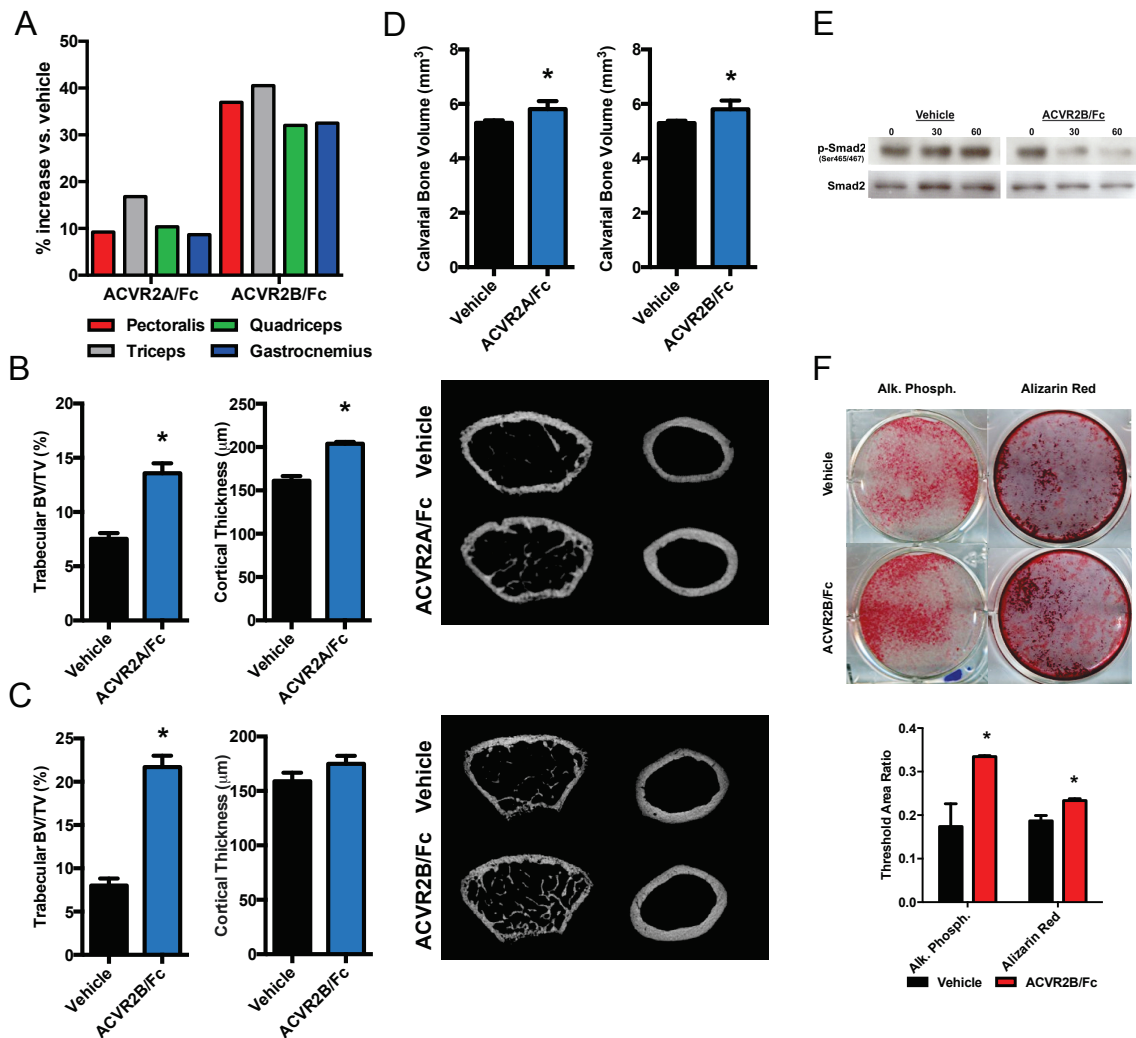 A
% increase vs. vehicle
50
40
30
20
10
0
ACVR2A/Fc
ACVR2B/Fc
Pectoralis
Quadriceps
Triceps
Gastrocnemius
D
Calvarial Bone Volume (mm³)
8
6
4
2
0
*
Vehicle
ACVR2A/Fc
Calvarial Bone Volume (mm³)
8
6
4
2
0
*
Vehicle
ACVR2B/Fc
E
Vehicle
ACVR2B/Fc
0 30 60
0 30 60
p-Smad2
(Ser465/467)
Smad2
B
Trabecular BV/TV (%)
20
15
10
5
0
*
Vehicle
ACVR2A/Fc
Cortical Thickness (μm)
250
200
150
100
50
0
*
Vehicle
ACVR2A/Fc
Vehicle
ACVR2A/Fc
C
Trabecular BV/TV (%)
25
20
15
10
5
0
*
Vehicle
ACVR2B/Fc
Cortical Thickness (μm)
200
150
100
50
0
Vehicle
ACVR2B/Fc
Vehicle
ACVR2B/Fc
F
Alk. Phosph.
Alizarin Red
Vehicle
ACVR2B/Fc
Threshold Area Ratio
0.4
0.3
0.2
0.1
0.0
*
*
Alk. Phosph.
Alizarin Red
Vehicle
ACVR2B/Fc